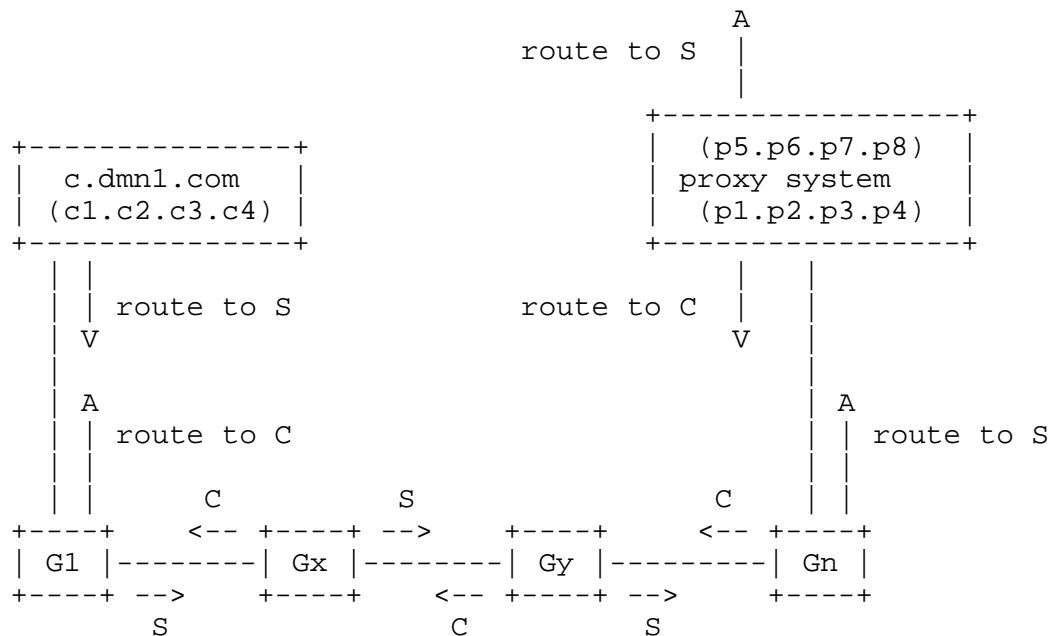 A
route to S |
|
+-----------------+
+---------------+ | (p5.p6.p7.p8) |
| c.dmn1.com | | proxy system |
| (c1.c2.c3.c4) | | (p1.p2.p3.p4) |
+---------------+ +-----------------+
| | | |
| | route to S route to C | |
| V V |
| |
| A | A
| | route to C | | route to S
| | | |
| | C S C | |
+----+ <-- +----+ --> +----+ <-- +----+
| G1 |--------| Gx |--------| Gy |---------| Gn |
+----+ --> +----+ <-- +----+ --> +----+
S C S